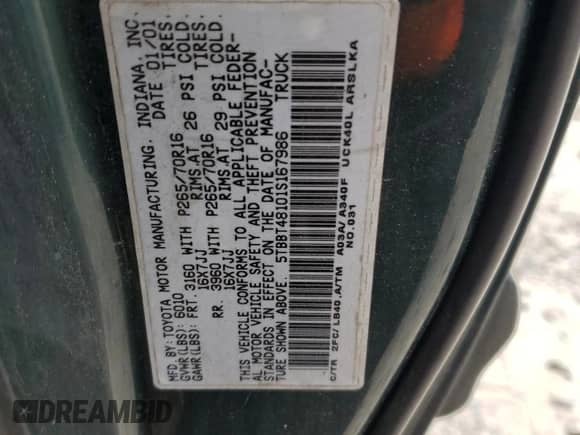 MFD BY: TOYOTA MOTOR MANUFACTURING. INDIANA, INC.
GVWR(LBS): 6010 DATE 01/01
GAWR(LBS): FRT. 3160 WITH P265/70R16 TIRES.
16X7JJ RIMS.AT 26 PSI COLD.
RR. 3960 WITH P265/70R16 TIRES.
16X7JJ RIMS.AT 29 PSI COLD.
THIS VEHICLE CONFORMS TO ALL APPLICABLE FEDER-
AL MOTOR VEHICLE SAFETY AND THEFT PREVENTION
STANDARDS IN EFFECT ON THE DATE OF MANUFAC-
TURE SHOWN ABOVE. 5TBBT48101S167986 TRUCK
C/TR 2FC/LB40.A/TM A03A/A340F UCK40L ARSLKA
NO.031
DREAMBID